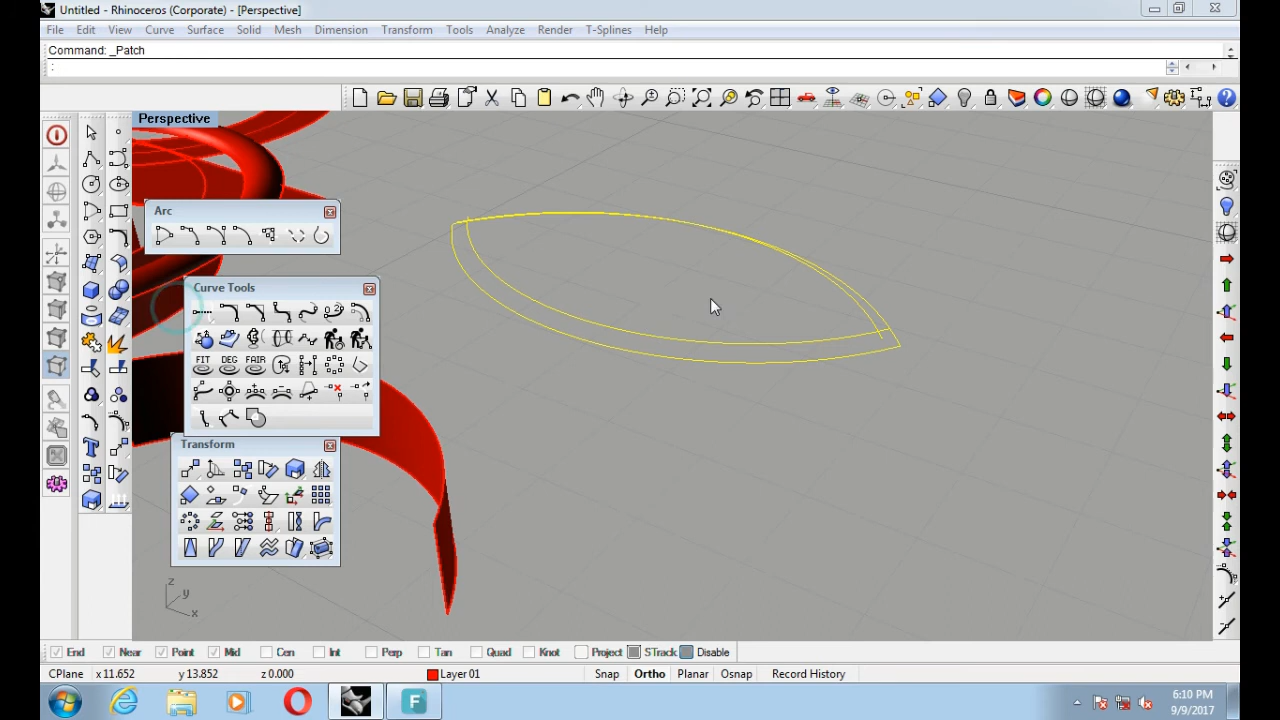 Untitled - Rhinoceros (Corporate) - [Perspective]
File Edit View Curve Surface Solid Mesh Dimension Transform Tools Analyze Render T-Splines Help
Command: _Patch
:
Perspective
Arc
Curve Tools
FIT DEG FAIR
Transform
z
y
x
End Near Point Mid Cen Int Perp Tan Quad Knot Project STrack Disable
CPlane x 11.652 y 13.852 z 0.000 Layer 01 Snap Ortho Planar Osnap Record History
6:10 PM
9/9/2017